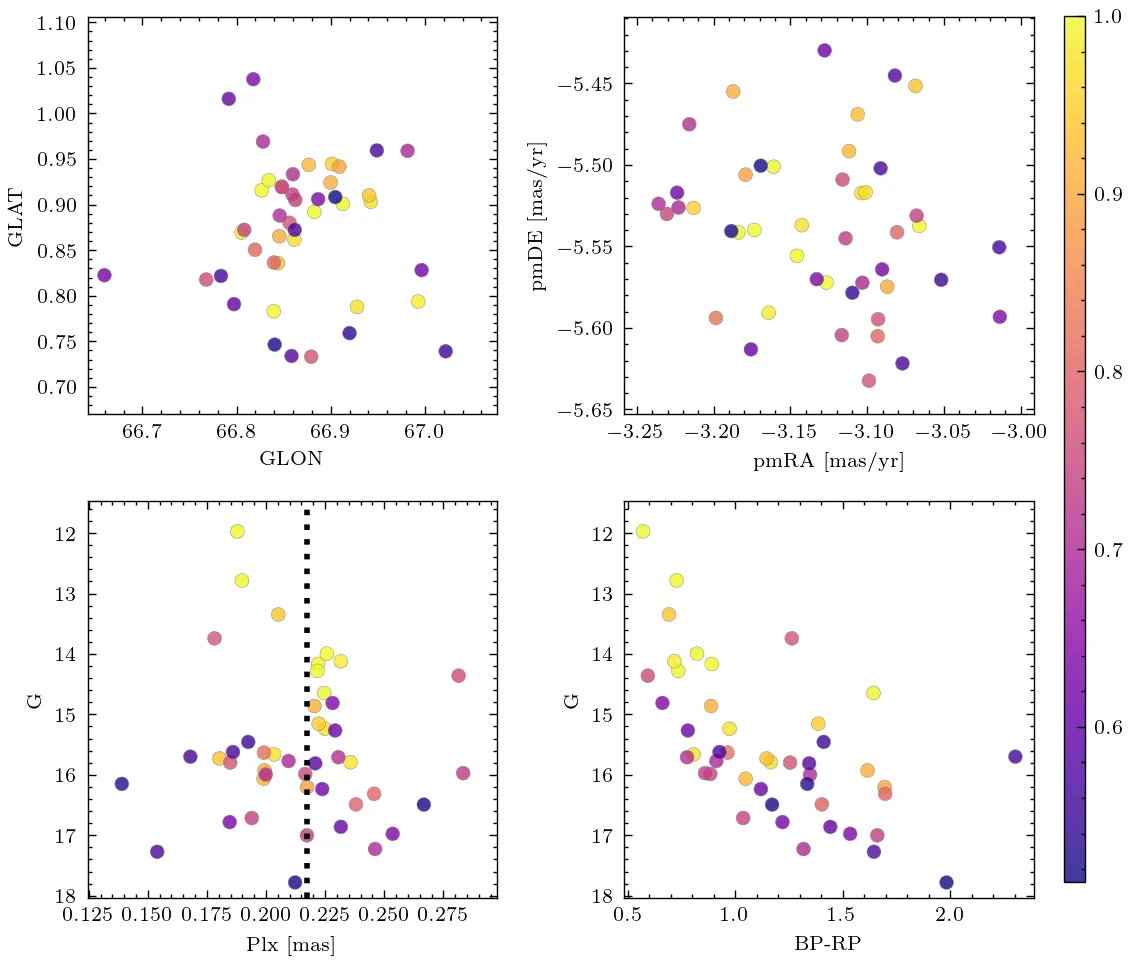 1.10
1.05
1.00
0.95
0.90
0.85
0.80
0.75
0.70
GLAT
66.7 66.8 66.9 67.0
GLON
−5.45
−5.50
−5.55
−5.60
−5.65
pmDE [mas/yr]
−3.25 −3.20 −3.15 −3.10 −3.05 −3.00
pmRA [mas/yr]
12
13
14
15
16
17
18
G
0.125 0.150 0.175 0.200 0.225 0.250 0.275
Plx [mas]
12
13
14
15
16
17
18
G
0.5 1.0 1.5 2.0
BP-RP
1.0
0.9
0.8
0.7
0.6